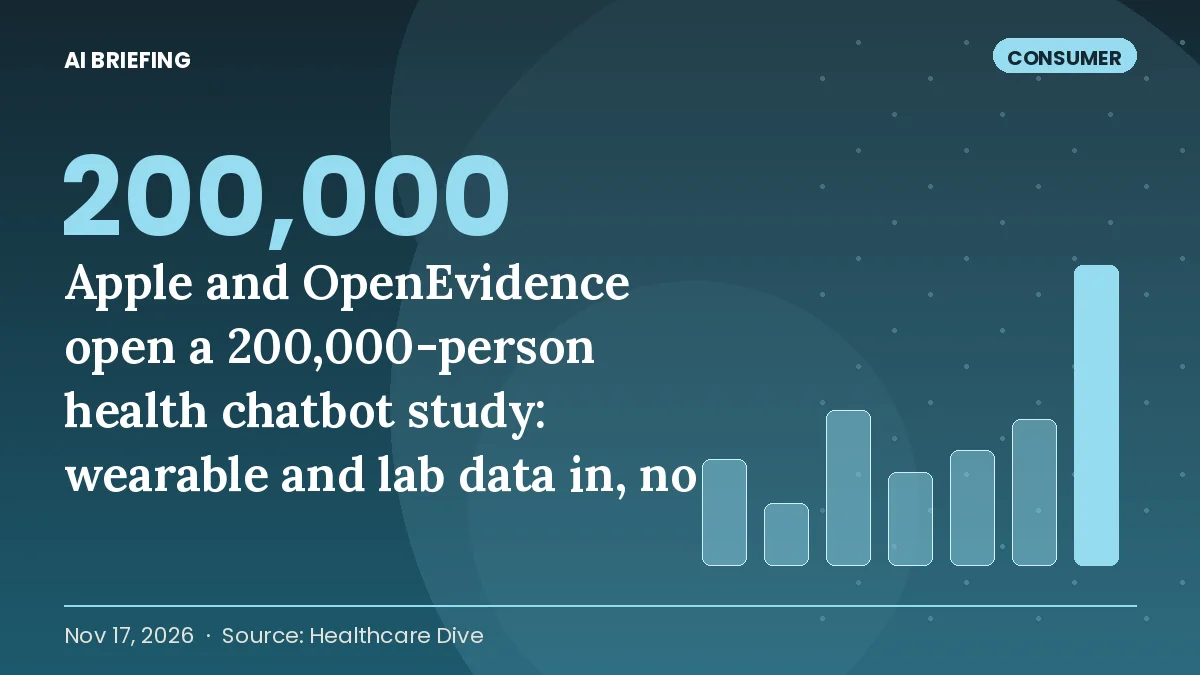 AI BRIEFING
CONSUMER
200,000
Apple and OpenEvidence
open a 200,000-person
health chatbot study:
wearable and lab data in, no
Nov 17, 2026 · Source: Healthcare Dive